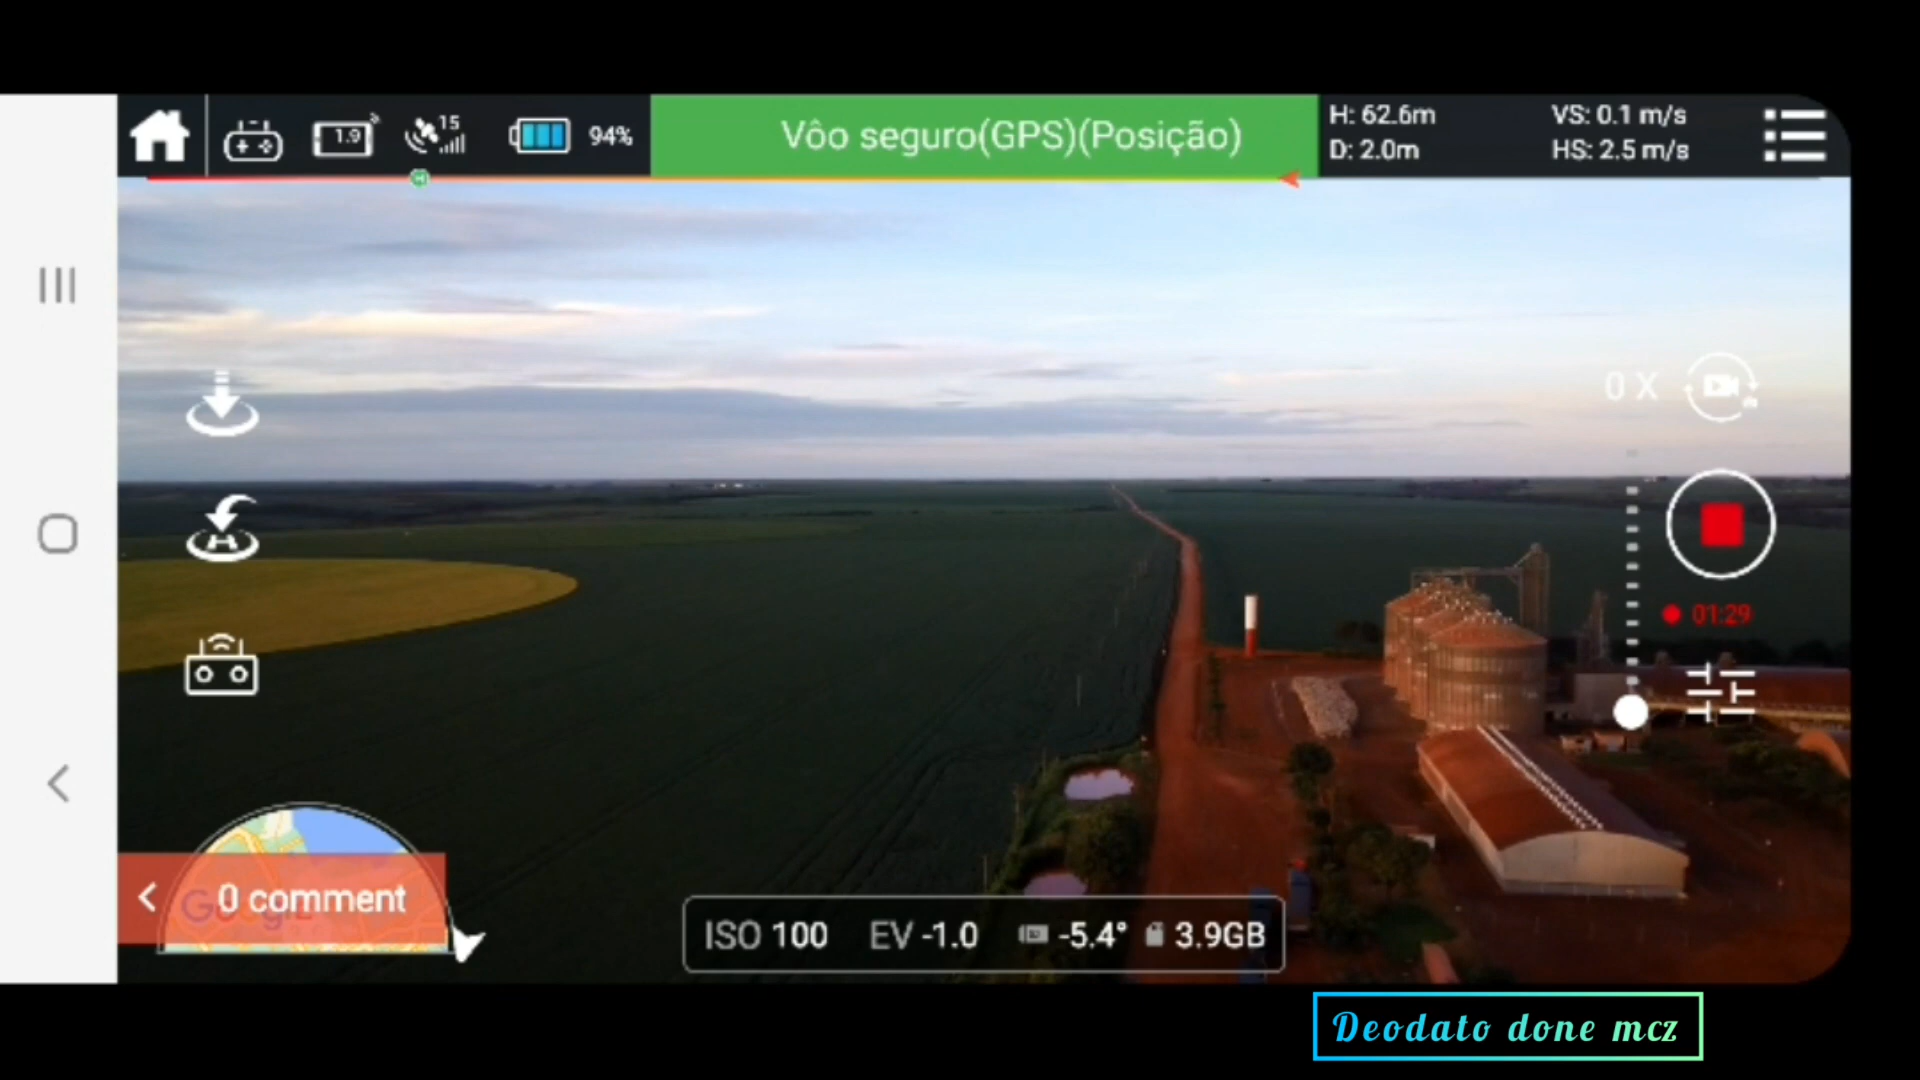 1.9
15
94%
Vôo seguro(GPS)(Posição)
H: 62.6m
VS: 0.1 m/s
D: 2.0m
HS: 2.5 m/s
0 X
01:29
0 comment
ISO 100 EV -1.0 -5.4° 3.9GB
Deodato done mcz